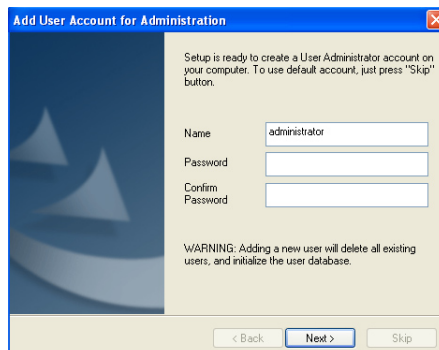 Add User Account for Administration
Setup is ready to create a User Administrator account on
your computer. To use default account, just press "Skip"
button.
Name
administrator
Password
Confirm
Password
WARNING: Adding a new user will delete all existing
users, and initialize the user database.
< Back
Next >
Skip